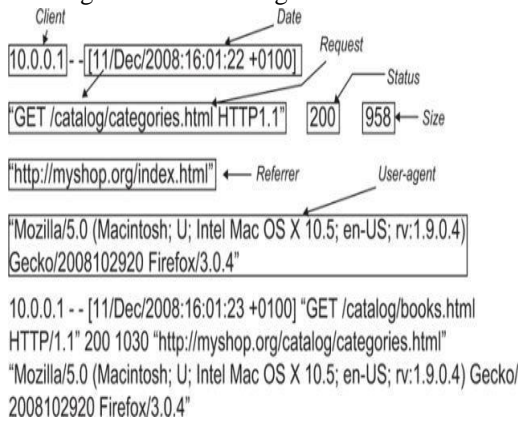 Client
Date
10.0.0.1 - - [11/Dec/2008:16:01:22 +0100]
Request
Status
“GET /catalog/categories.html HTTP1.1” 200 958 Size
“http://myshop.org/index.html” Referrer
User-agent
“Mozilla/5.0 (Macintosh; U; Intel Mac OS X 10.5; en-US; rv:1.9.0.4)
Gecko/2008102920 Firefox/3.0.4”
10.0.0.1 - - [11/Dec/2008:16:01:23 +0100] “GET /catalog/books.html
HTTP/1.1” 200 1030 “http://myshop.org/catalog/categories.html”
“Mozilla/5.0 (Macintosh; U; Intel Mac OS X 10.5; en-US; rv:1.9.0.4) Gecko/
2008102920 Firefox/3.0.4”